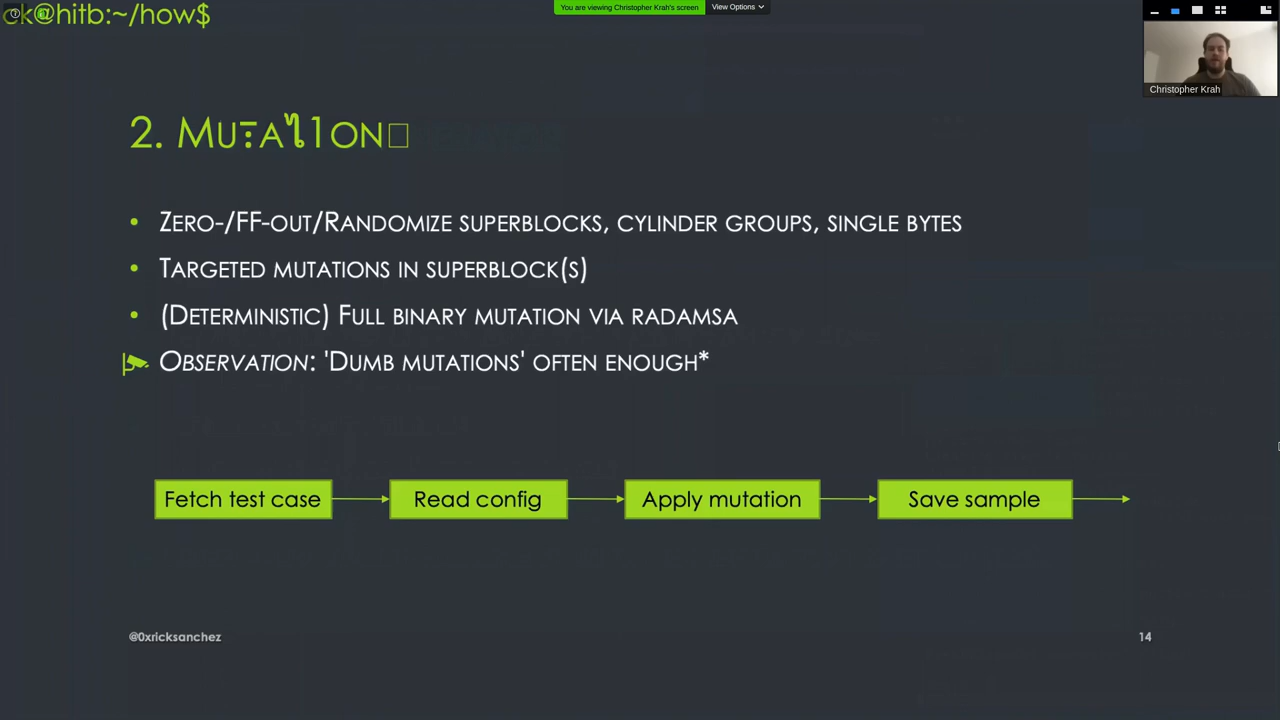 ck@hitb:~/how$
You are viewing Christopher Krah's screen
View Options
Christopher Krah
2.
Zero-/FF-out/Randomize superblocks, cylinder groups, single bytes
Targeted mutations in superblock(s)
(Deterministic) Full binary mutation via radamsa
Observation: 'Dumb mutations' often enough*
Fetch test case
Read config
Apply mutation
Save sample
@0xricksanchez
14